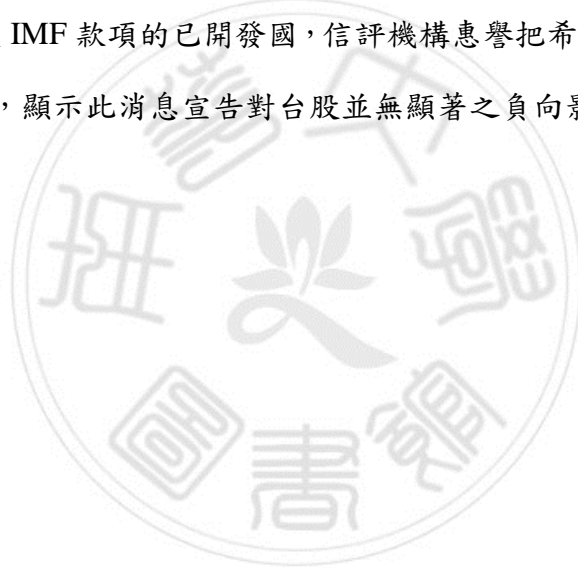 IMF 款項的已開發國，信評機構惠譽把希
，顯示此消息宣告對台股並無顯著之負向